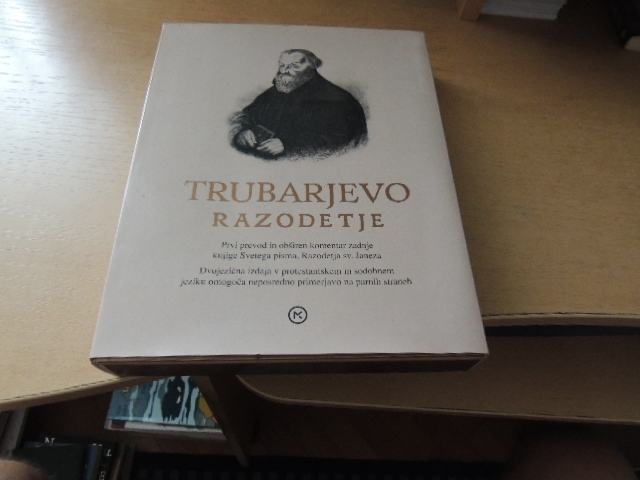 TRUBARJEVO
RAZODETJE
Prvi prevod in obširen komentar zadnje
knjige Svetega pisma, Razodetja sv. Janeza
Dvojezična izdaja v protestantskem in sodobnem
jeziku omogoča neposredno primerjavo na parnih straneh